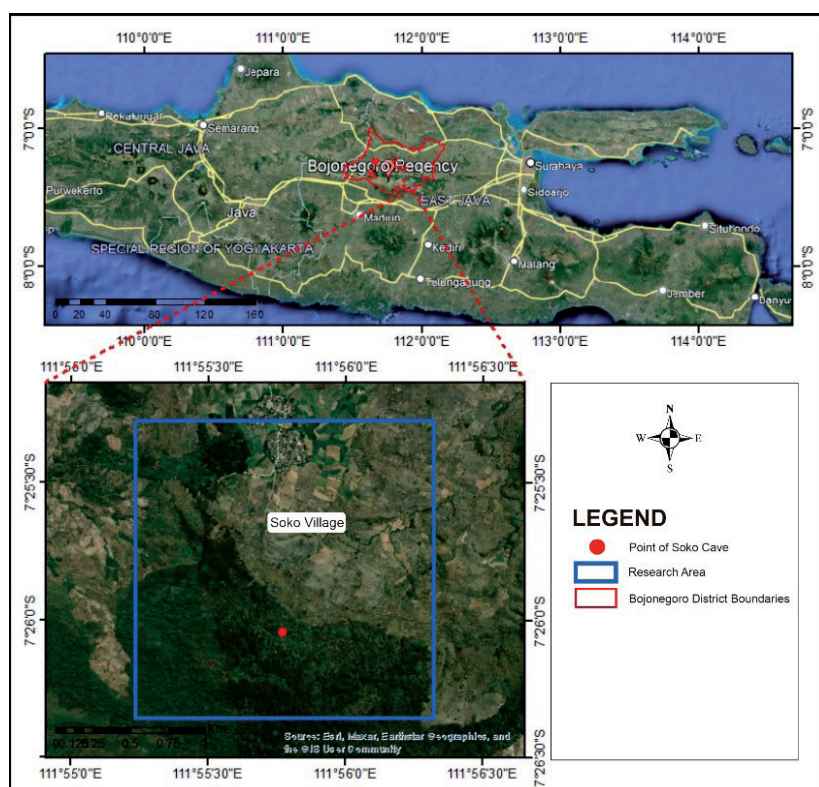 110°0'0"E 111°0'0"E 112°0'0"E 113°0'0"E 114°0'0"E
Jepara
7°0'0"S
Pekalongan
Semarang
7°0'0"S
CENTRAL JAVA
Bojonegoro Regency
Surabaya
Purwokerto
EAST JAVA
Sidoarjo
Java
Madiun
Situbondo
SPECIAL REGION OF YOGYAKARTA
Kediri
8°0'0"S
Malang
8°0'0"S
Tulungagung
Jember
Banyu
0 20 40 80 120 160
110°0'0"E 111°0'0"E 112°0'0"E 113°0'0"E 114°0'0"E
111°55'0"E 111°55'30"E 111°56'0"E 111°56'30"E
N
W E
S
7°25'30"S
7°25'30"S
Soko Village
LEGEND
Point of Soko Cave
Research Area
Bojonegoro District Boundaries
7°26'0"S
7°26'0"S
Km
0.5 0.75
Source: Esri, Maxar, Earthstar Geographics, and
the GIS User Community
7°26'30"S
7°26'30"S
111°55'0"E 111°55'30"E 111°56'0"E 111°56'30"E